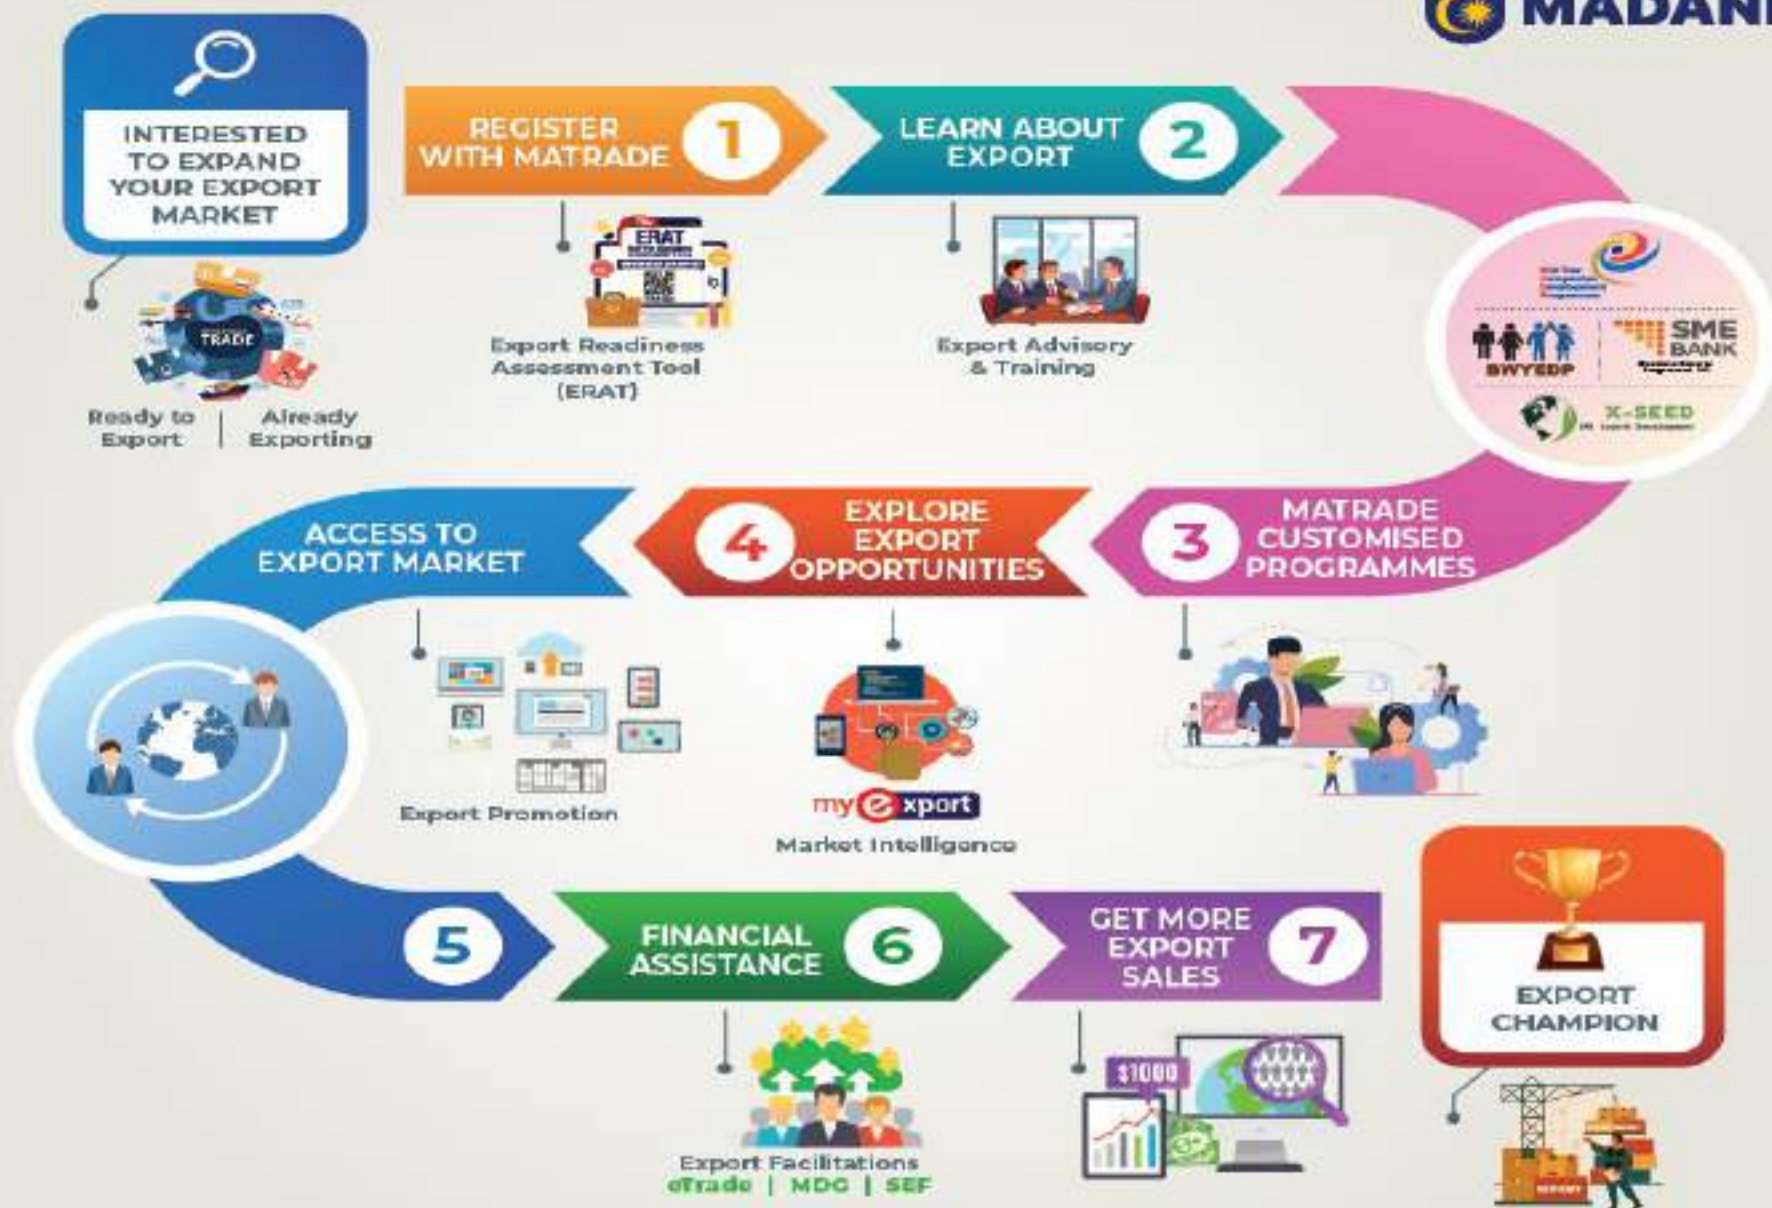 MADANI
INTERESTED
TO EXPAND
YOUR EXPORT
MARKET
TRADE
Ready to
Export
Already
Exporting
REGISTER
WITH MATRADE
1
ERAT
Export Readiness
Assessment Tool
(ERAT)
LEARN ABOUT
EXPORT
2
Export Advisory
& Training
BWYEDP
SME
BANK
X-SEED
MATRADE
CUSTOMISED
PROGRAMMES
3
EXPLORE
EXPORT
OPPORTUNITIES
4
myexport
Market Intelligence
ACCESS TO
EXPORT MARKET
Export Promotion
5
FINANCIAL
ASSISTANCE
6
Export Facilitations
eTrade | MDG | SEF
GET MORE
EXPORT
SALES
7
$1000
EXPORT
CHAMPION